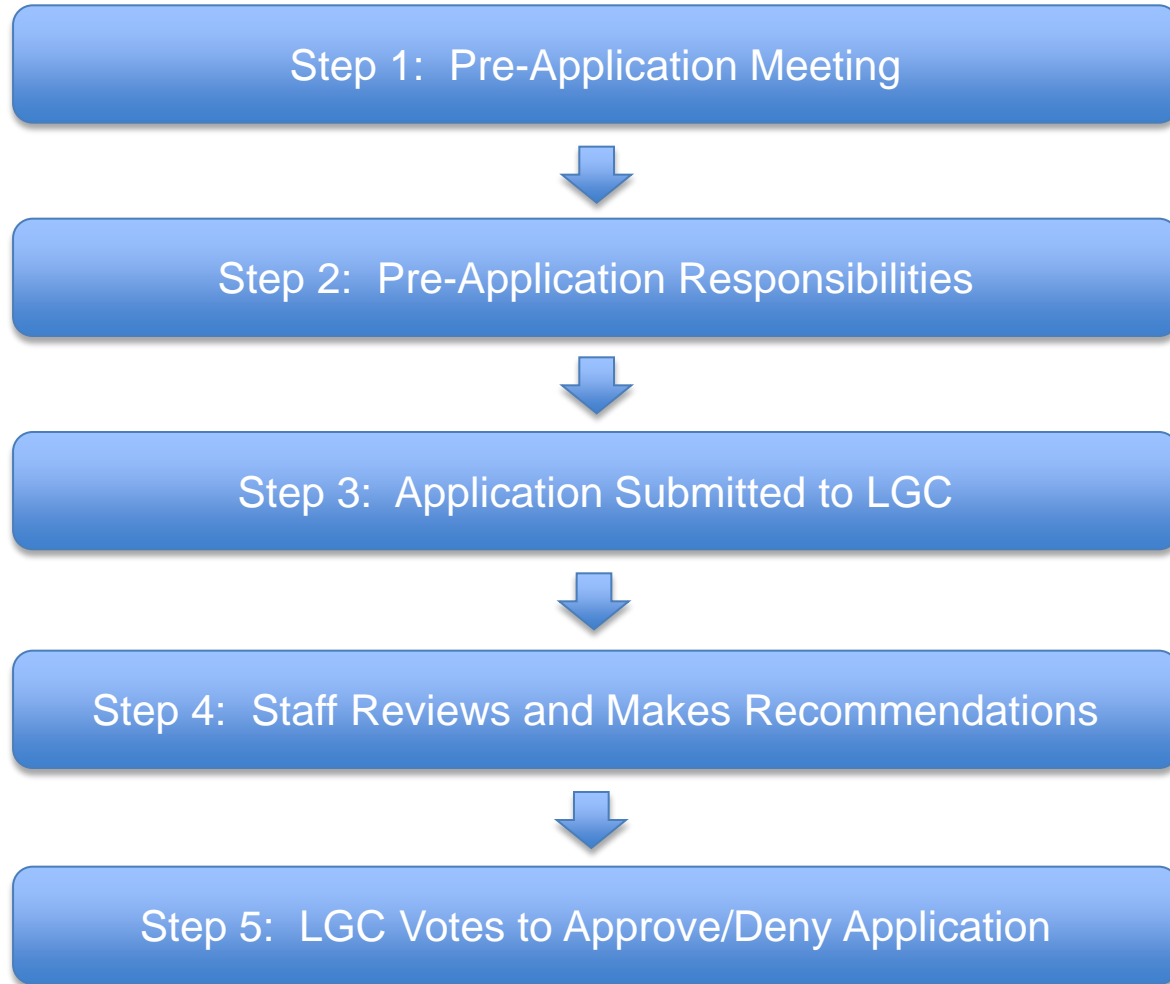 Step 1:  Pre-Application Meeting
Step 2:  Pre-Application Responsibilities
Step 3:  Application Submitted to LGC
Step 4:  Staff Reviews and Makes Recommendations
Step 5:  LGC Votes to Approve/Deny Application